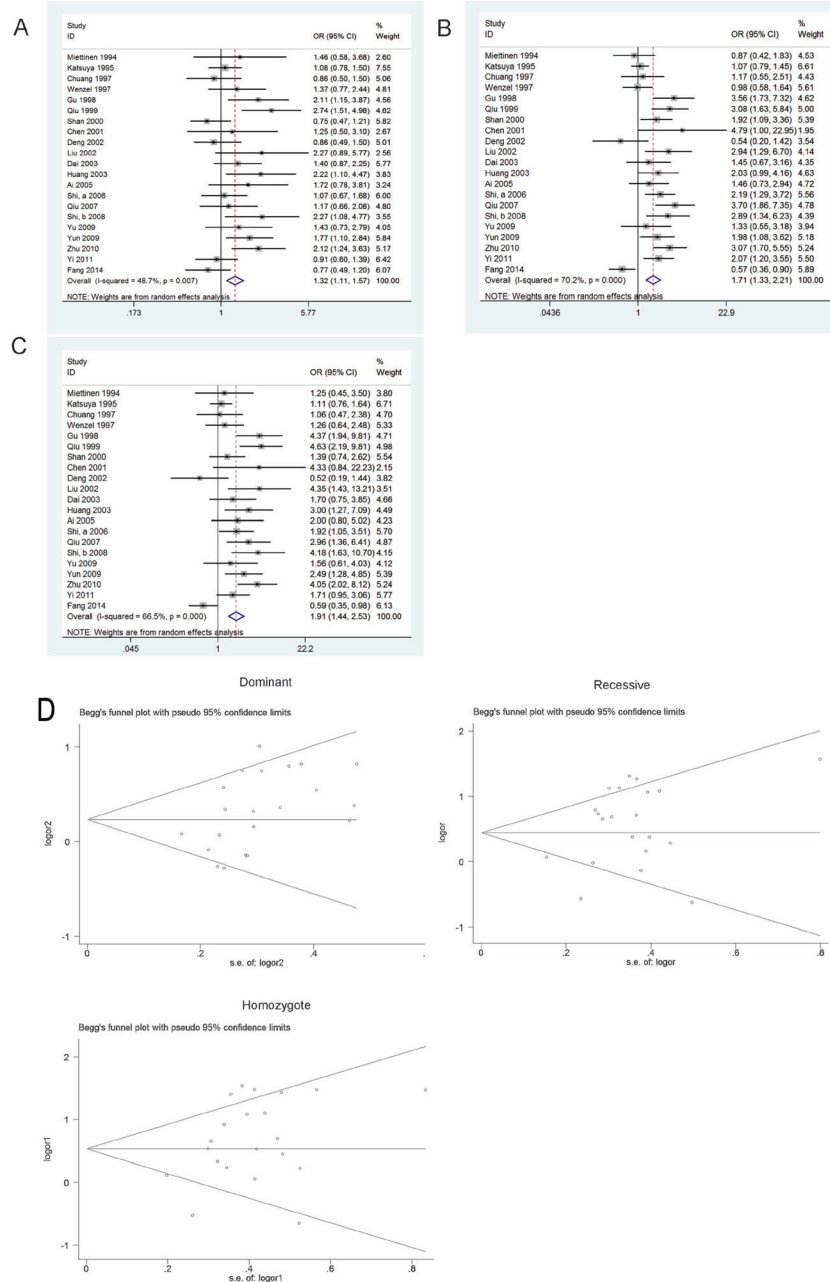 A
Study % 
ID OR (95% CI) Weight
Miettinen 1994 1.46 (0.58, 3.68) 2.60
Katsuya 1995 1.08 (0.78, 1.50) 7.55
Chuang 1997 0.86 (0.50, 1.50) 5.06
Wenzel 1997 1.37 (0.77, 2.44) 4.81
Gu 1998 2.11 (1.15, 3.87) 4.56
Qiu 1999 2.74 (1.51, 4.98) 4.62
Shan 2000 0.75 (0.47, 1.21) 5.82
Chen 2001 1.25 (0.50, 3.10) 2.67
Deng 2002 0.86 (0.49, 1.50) 5.01
Liu 2002 2.27 (0.89, 5.77) 2.56
Dai 2003 1.40 (0.87, 2.25) 5.77
Huang 2003 2.22 (1.10, 4.47) 3.83
Ai 2005 1.72 (0.78, 3.81) 3.24
Shi, a 2006 1.07 (0.67, 1.68) 6.01
Qiu 2007 1.17 (0.66, 2.08) 4.80
Shi, b 2008 2.27 (1.08, 4.77) 3.55
Yu 2009 1.43 (0.73, 2.79) 4.05
Yun 2009 1.77 (1.10, 2.84) 5.84
Zhu 2010 2.12 (1.24, 3.63) 5.18
Yi 2011 0.91 (0.60, 1.39) 6.42
Fang 2014 0.77 (0.49, 1.20) 6.07
Overall (I-squared = 48.7%, p = 0.007) 1.32 (1.11, 1.57) 100.00
NOTE: Weights are from random effects analysis
.173 1 5.77
B
Study %
ID OR (95% CI) Weight
Miettinen 1994 0.87 (0.42, 1.83) 4.53
Katsuya 1995 1.07 (0.79, 1.45) 6.61
Chuang 1997 1.17 (0.55, 2.51) 4.43
Wenzel 1997 0.98 (0.58, 1.64) 5.61
Gu 1998 3.56 (1.73, 7.32) 4.62
Qiu 1999 3.08 (1.63, 5.84) 5.00
Shan 2000 1.92 (1.09, 3.36) 5.39
Chen 2001 4.79 (1.00, 22.95) 1.95
Deng 2002 0.54 (0.20, 1.42) 3.54
Liu 2002 2.94 (1.29, 6.70) 4.14
Dai 2003 1.45 (0.67, 3.16) 4.35
Huang 2003 2.03 (0.99, 4.16) 4.63
Ai 2005 1.46 (0.73, 2.94) 4.72
Shi, a 2006 2.19 (1.29, 3.72) 5.56
Qiu 2007 3.70 (1.86, 7.35) 4.78
Shi, b 2008 2.89 (1.34, 6.23) 4.39
Yu 2009 1.33 (0.55, 3.18) 3.94
Yun 2009 1.98 (1.08, 3.62) 5.18
Zhu 2010 3.07 (1.70, 5.55) 5.24
Yi 2011 2.07 (1.20, 3.55) 5.50
Fang 2014 0.57 (0.36, 0.90) 5.89
Overall (I-squared = 70.2%, p = 0.000) 1.71 (1.33, 2.21) 100.00
NOTE: Weights are from random effects analysis
.0436 1 22.9
C
Study %
ID OR (95% CI) Weight
Miettinen 1994 1.25 (0.45, 3.50) 3.80
Katsuya 1995 1.11 (0.76, 1.64) 6.71
Chuang 1997 1.06 (0.47, 2.38) 4.70
Wenzel 1997 1.26 (0.64, 2.48) 5.33
Gu 1998 4.37 (1.94, 9.81) 4.71
Qiu 1999 4.63 (2.19, 9.81) 4.98
Shan 2000 1.39 (0.74, 2.62) 5.54
Chen 2001 4.33 (0.84, 22.23) 2.15
Deng 2002 0.52 (0.19, 1.44) 3.82
Liu 2002 4.35 (1.43, 13.21) 3.51
Dai 2003 1.70 (0.75, 3.85) 4.66
Huang 2003 3.00 (1.27, 7.09) 4.49
Ai 2005 2.00 (0.80, 5.02) 4.23
Shi, a 2006 1.92 (1.05, 3.51) 5.70
Qiu 2007 2.96 (1.36, 6.41) 4.87
Shi, b 2008 4.18 (1.63, 10.70) 4.15
Yu 2009 1.56 (0.61, 4.03) 4.12
Yun 2009 2.49 (1.28, 4.85) 5.39
Zhu 2010 4.05 (2.02, 8.12) 5.24
Yi 2011 1.71 (0.95, 3.06) 5.77
Fang 2014 0.59 (0.35, 0.98) 6.13
Overall (I-squared = 66.5%, p = 0.000) 1.91 (1.44, 2.53) 100.00
NOTE: Weights are from random effects analysis
.045 1 22.2
D
Dominant
Begg's funnel plot with pseudo 95% confidence limits
logor2
1
0
-1
0 .2 .4 .6
s.e. of: logor2
Recessive
Begg's funnel plot with pseudo 95% confidence limits
logor
2
1
0
-1
0 .2 .4 .6 .8
s.e. of: logor
Homozygote
Begg's funnel plot with pseudo 95% confidence limits
logor1
2
1
0
-1
0 .2 .4 .6 .8
s.e. of: logor1